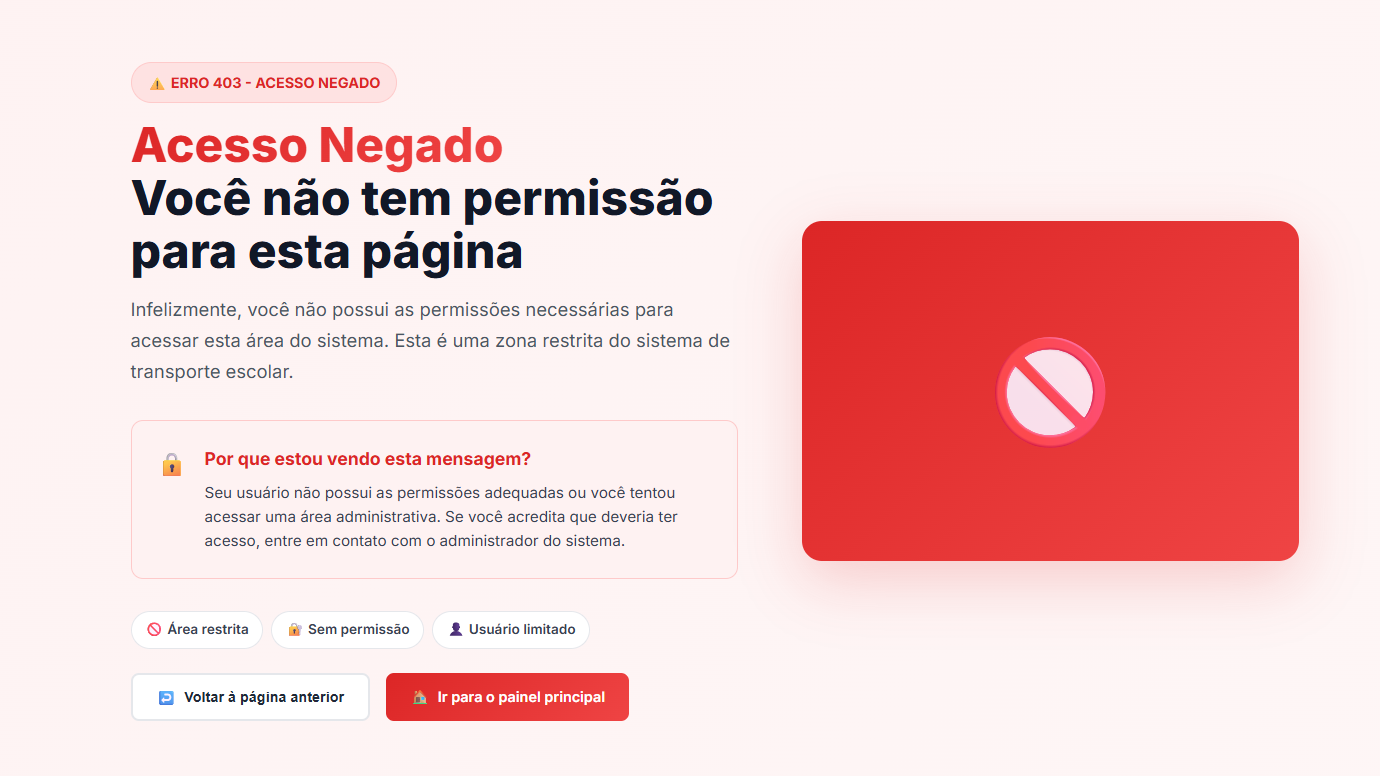 ERRO 403 - ACESSO NEGADO
Acesso Negado
Você não tem permissão
para esta página
Infelizmente, você não possui as permissões necessárias para
acessar esta área do sistema. Esta é uma zona restrita do sistema de
transporte escolar.
Por que estou vendo esta mensagem?
Seu usuário não possui as permissões adequadas ou você tentou
acessar uma área administrativa. Se você acredita que deveria ter
acesso, entre em contato com o administrador do sistema.
Área restrita
Sem permissão
Usuário limitado
Voltar à página anterior
Ir para o painel principal